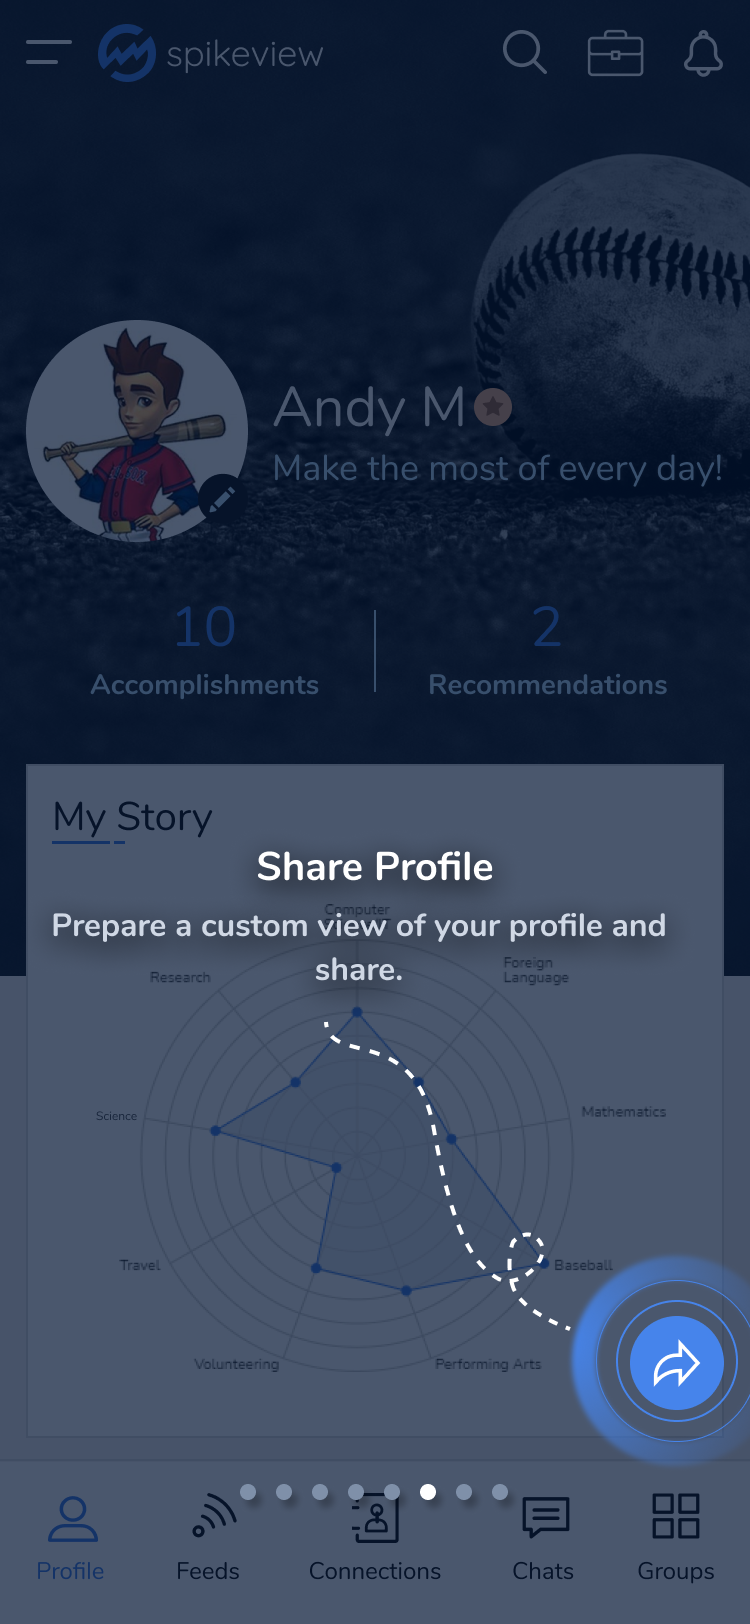 spikeview
Andy M
Make the most of every day!
10
Accomplishments
2
Recommendations
My Story
Share Profile
Computer
Prepare a custom view of your profile and
share.
Research
Foreign
Language
Science
Mathematics
Travel
Baseball
Volunteering
Performing Arts
Profile
Feeds
Connections
Chats
Groups